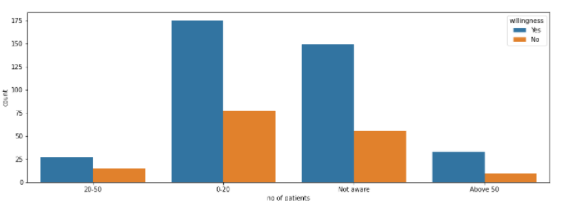 willingness
Yes
No
175
150
125
100
75
50
25
0
count
20-50
0-20
Not aware
Above 50
no of patients